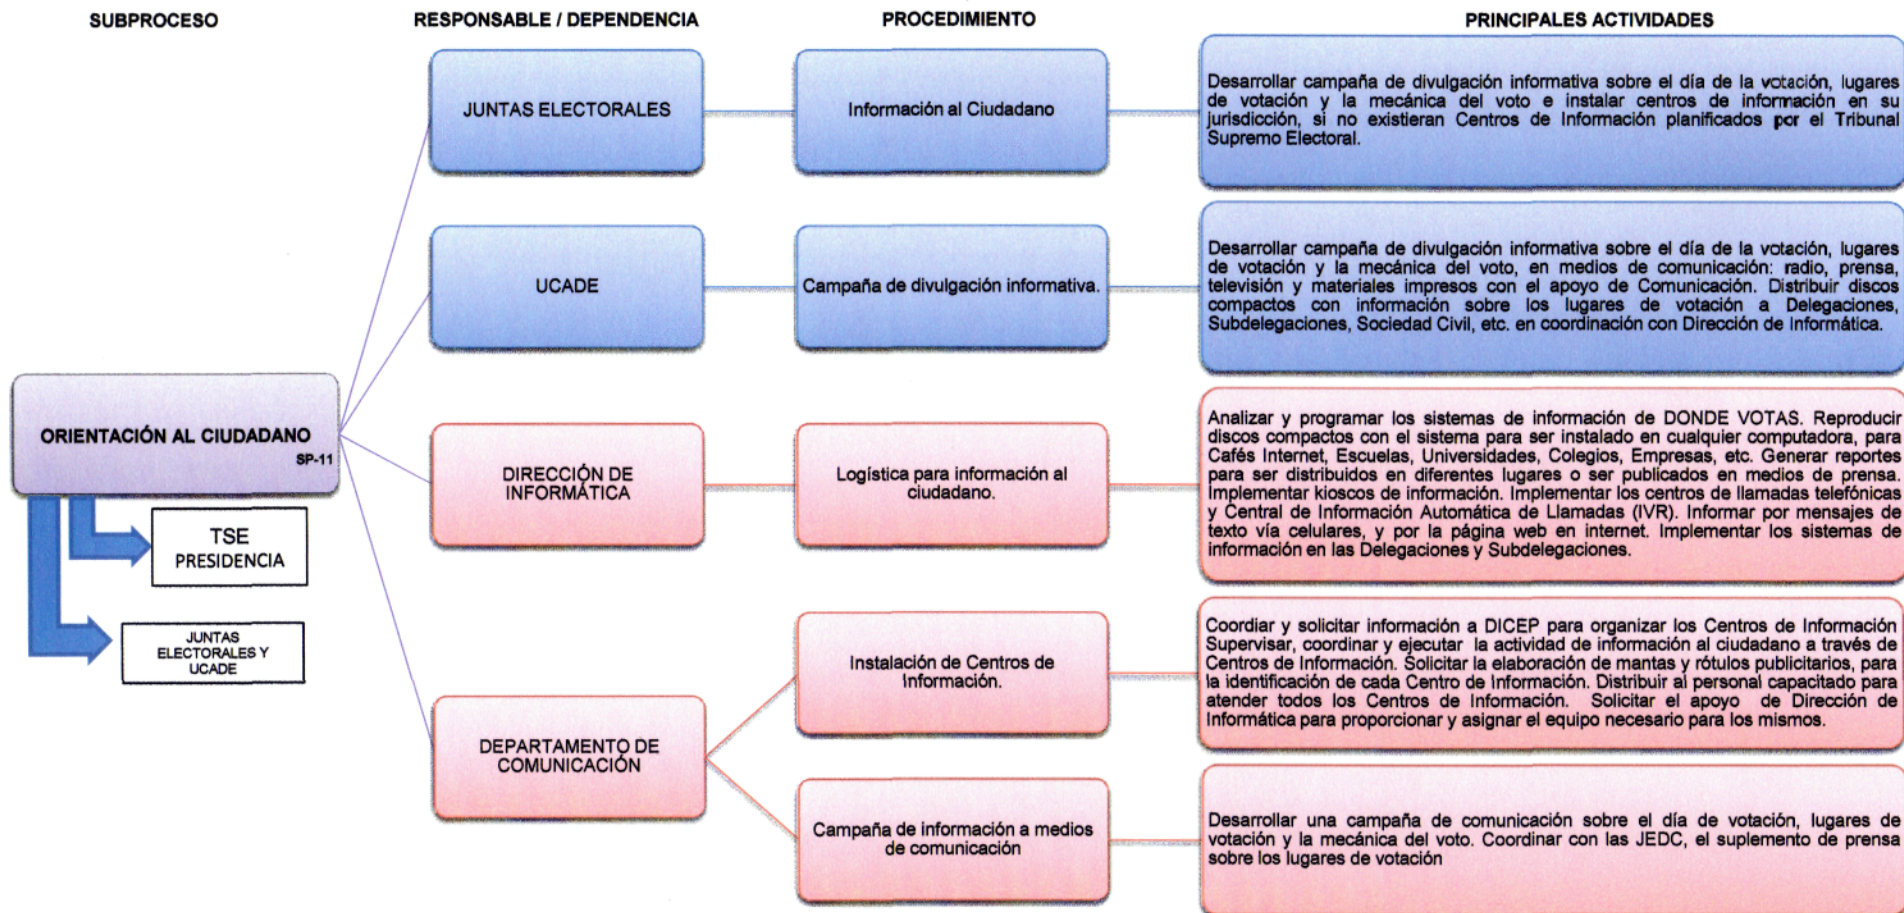 SUBPROCESO
RESPONSABLE / DEPENDENCIA
PROCEDIMIENTO
PRINCIPALES ACTIVIDADES
ORIENTACIÓN AL CIUDADANO
SP-11
TSE
PRESIDENCIA
JUNTAS
ELECTORALES Y
UCADE
JUNTAS ELECTORALES
Información al Ciudadano
Desarrollar campaña de divulgación informativa sobre el día de la votación, lugares
de votación y la mecánica del voto e instalar centros de información en su
jurisdicción, si no existieran Centros de Información planificados por el Tribunal
Supremo Electoral.
UCADE
Campaña de divulgación informativa.
Desarrollar campaña de divulgación informativa sobre el día de la votación, lugares
de votación y la mecánica del voto, en medios de comunicación: radio, prensa,
televisión y materiales impresos con el apoyo de Comunicación. Distribuir discos
compactos con información sobre los lugares de votación a Delegaciones,
Subdelegaciones, Sociedad Civil, etc. en coordinación con Dirección de Informática.
DIRECCIÓN DE
INFORMÁTICA
Logística para información al
ciudadano.
Analizar y programar los sistemas de información de DONDE VOTAS. Reproducir
discos compactos con el sistema para ser instalado en cualquier computadora, para
Cafés Internet, Escuelas, Universidades, Colegios, Empresas, etc. Generar reportes
para ser distribuidos en diferentes lugares o ser publicados en medios de prensa.
Implementar kioscos de información. Implementar los centros de llamadas telefónicas
y Central de Información Automática de Llamadas (IVR). Informar por mensajes de
texto vía celulares, y por la página web en internet. Implementar los sistemas de
información en las Delegaciones y Subdelegaciones.
DEPARTAMENTO DE
COMUNICACIÓN
Instalación de Centros de
Información.
Coordiar y solicitar información a DICEP para organizar los Centros de Información
Supervisar, coordinar y ejecutar la actividad de información al ciudadano a través de
Centros de Información. Solicitar la elaboración de mantas y rótulos publicitarios, para
la identificación de cada Centro de Información. Distribuir al personal capacitado para
atender todos los Centros de Información. Solicitar el apoyo de Dirección de
Informática para proporcionar y asignar el equipo necesario para los mismos.
Campaña de información a medios
de comunicación
Desarrollar una campaña de comunicación sobre el día de votación, lugares de
votación y la mecánica del voto. Coordinar con las JEDC, el suplemento de prensa
sobre los lugares de votación